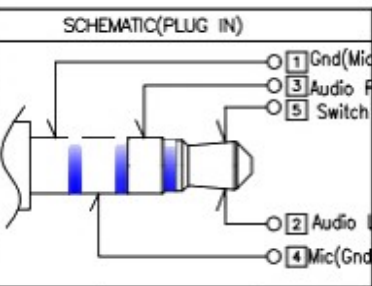 SCHEMATIC(PLUG IN)
1 Gnd(Mic
3 Audio
5 Switch
2 Audio L
4 Mic(Gnd